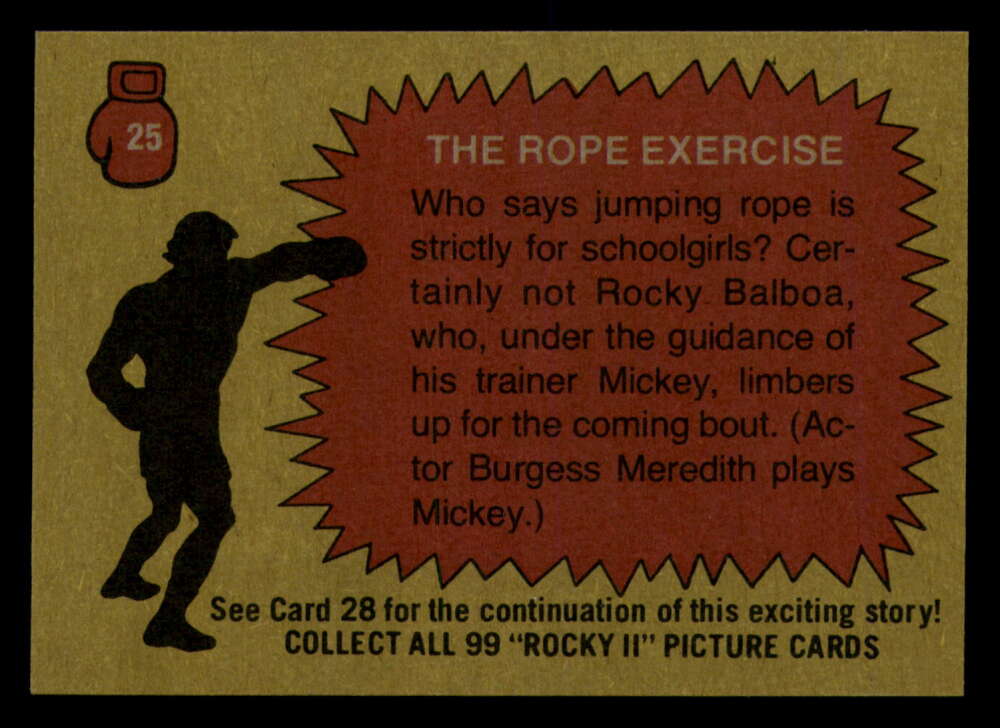 25
THE ROPE EXERCISE
Who says jumping rope is
strictly for schoolgirls? Cer-
tainly not Rocky Balboa,
who, under the guidance of
his trainer Mickey, limbers
up for the coming bout. (Ac-
tor Burgess Meredith plays
Mickey.)
See Card 28 for the continuation of this exciting story!
COLLECT ALL 99 "ROCKY II" PICTURE CARDS